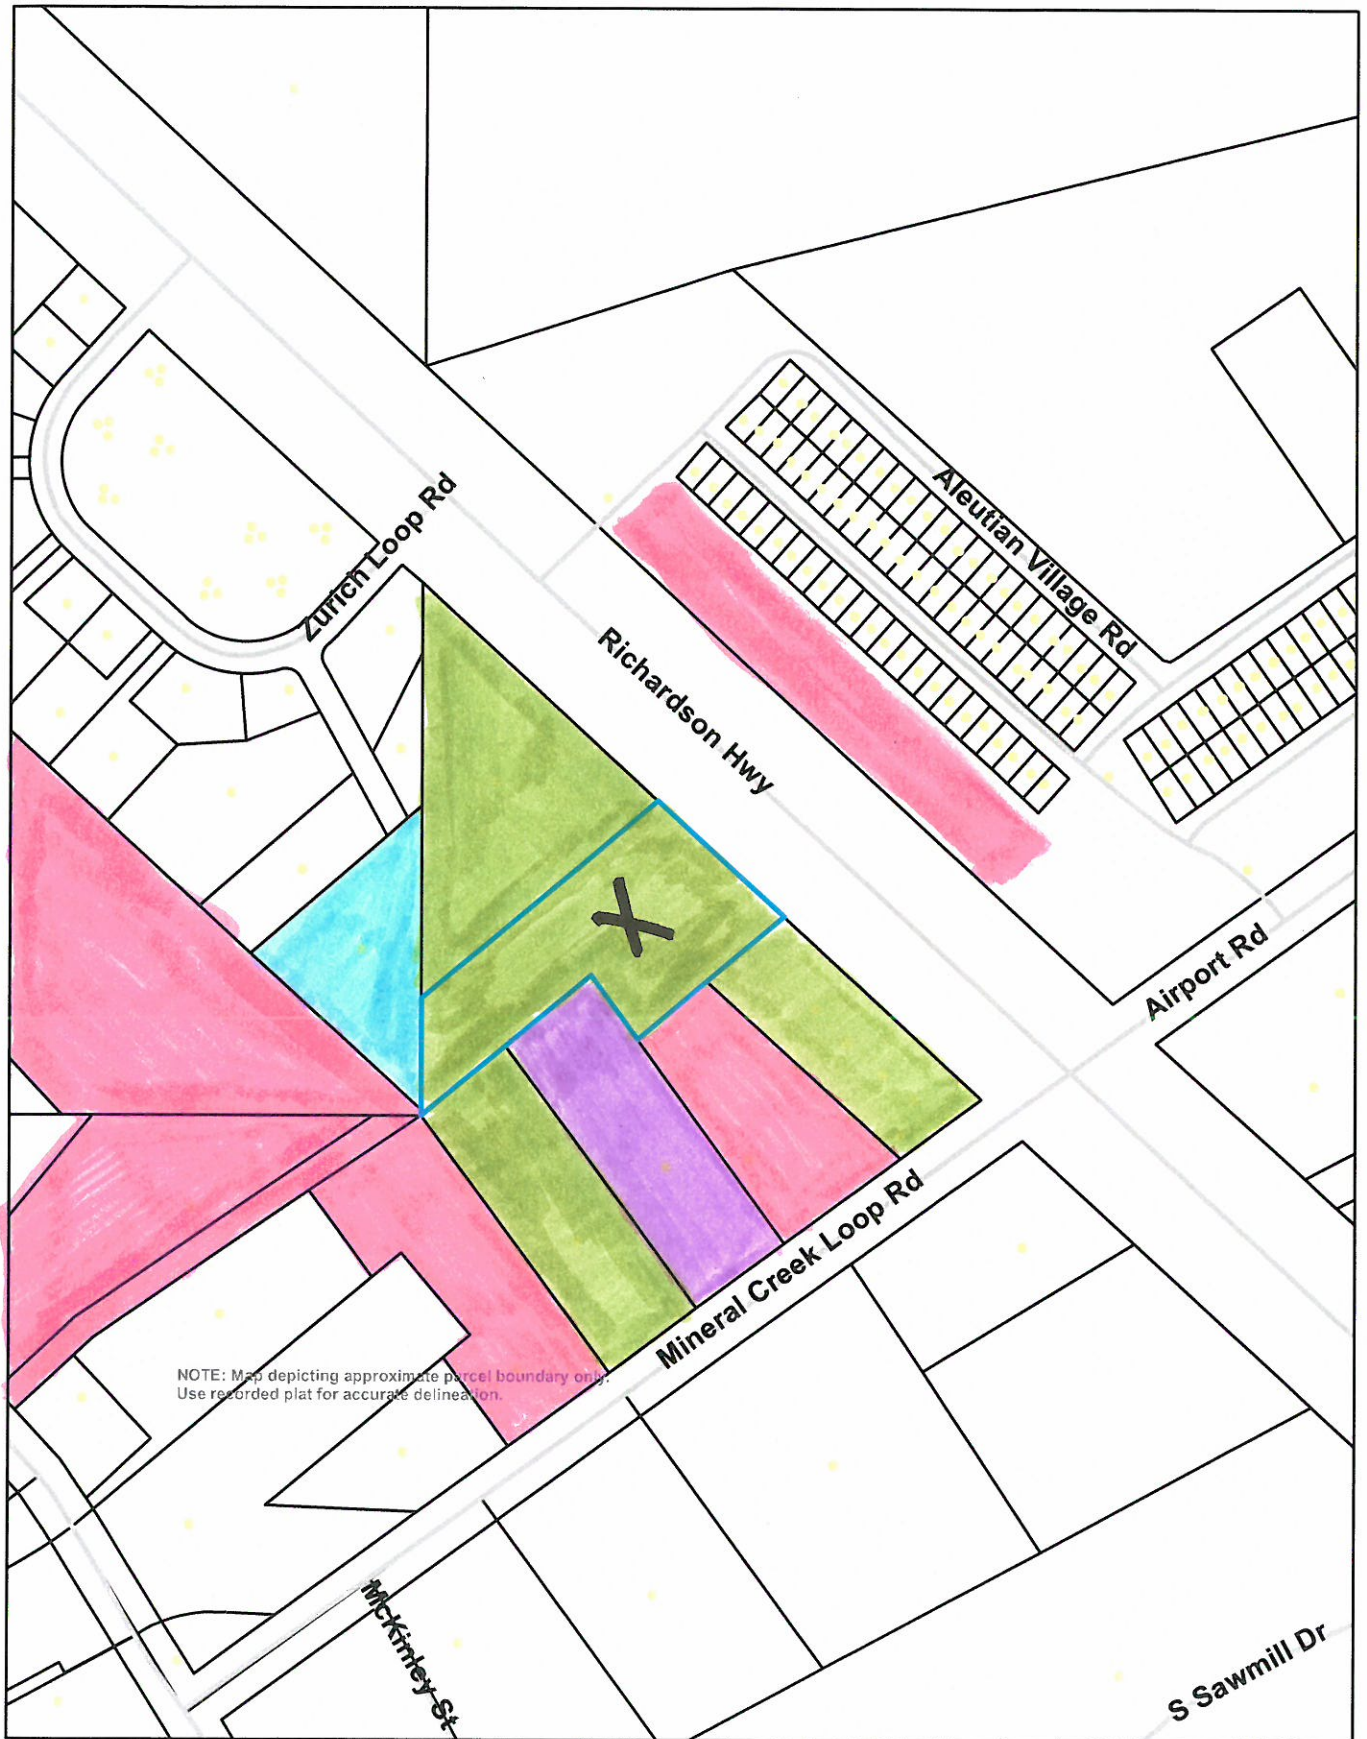 Zurich Loop Rd
Aleutian Village Rd
Richardson Hwy
Airport Rd
Mineral Creek Loop Rd
NOTE: Map depicting approximate parcel boundary only.
Use recorded plat for accurate delineation.
McKinley St
S Sawmill Dr
X